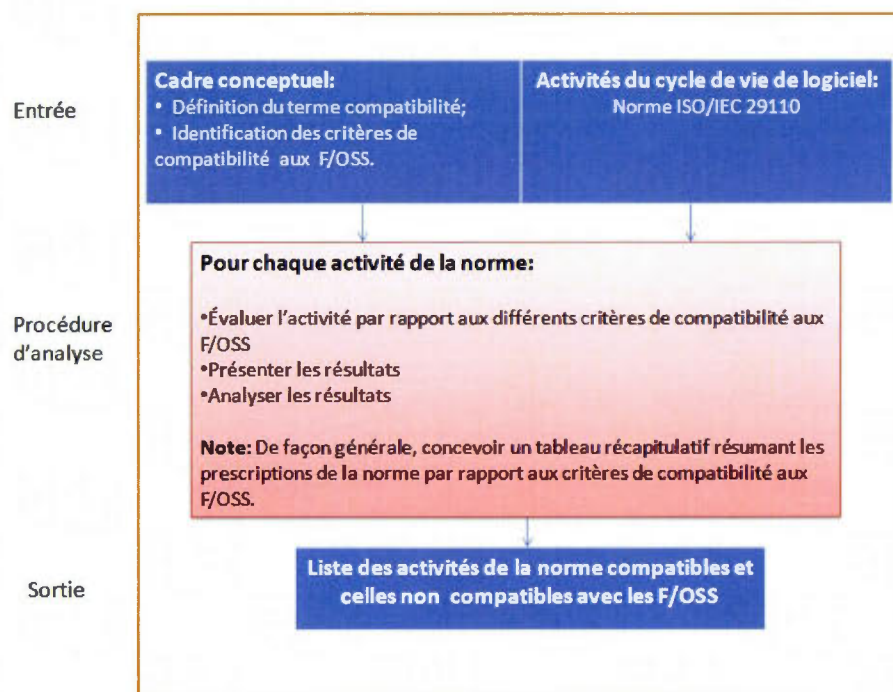 Entrée
Cadre conceptuel:
• Définition du terme compatibilité;
• Identification des critères de
compatibilité aux F/OSS.
Activités du cycle de vie de logiciel:
Norme ISO/IEC 29110
Procédure
d'analyse
Pour chaque activité de la norme:
•Évaluer l'activité par rapport aux différents critères de compatibilité aux
F/OSS
•Présenter les résultats
•Analyser les résultats
Note: De façon générale, concevoir un tableau récapitulatif résumant les
prescriptions de la norme par rapport aux critères de compatibilité aux
F/OSS.
Sortie
Liste des activités de la norme compatibles et
celles non compatibles avec les F/OSS